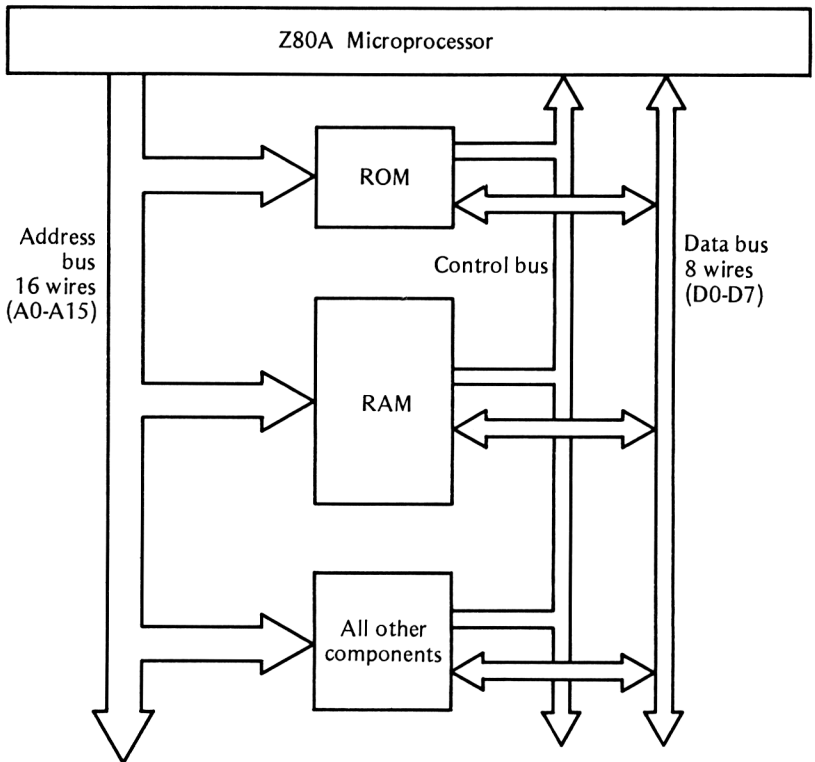 Z80A Microprocessor
ROM
Address
bus
16 wires
(A0-A15)
Control bus
Data bus
8 wires
(D0-D7)
RAM
All other
components